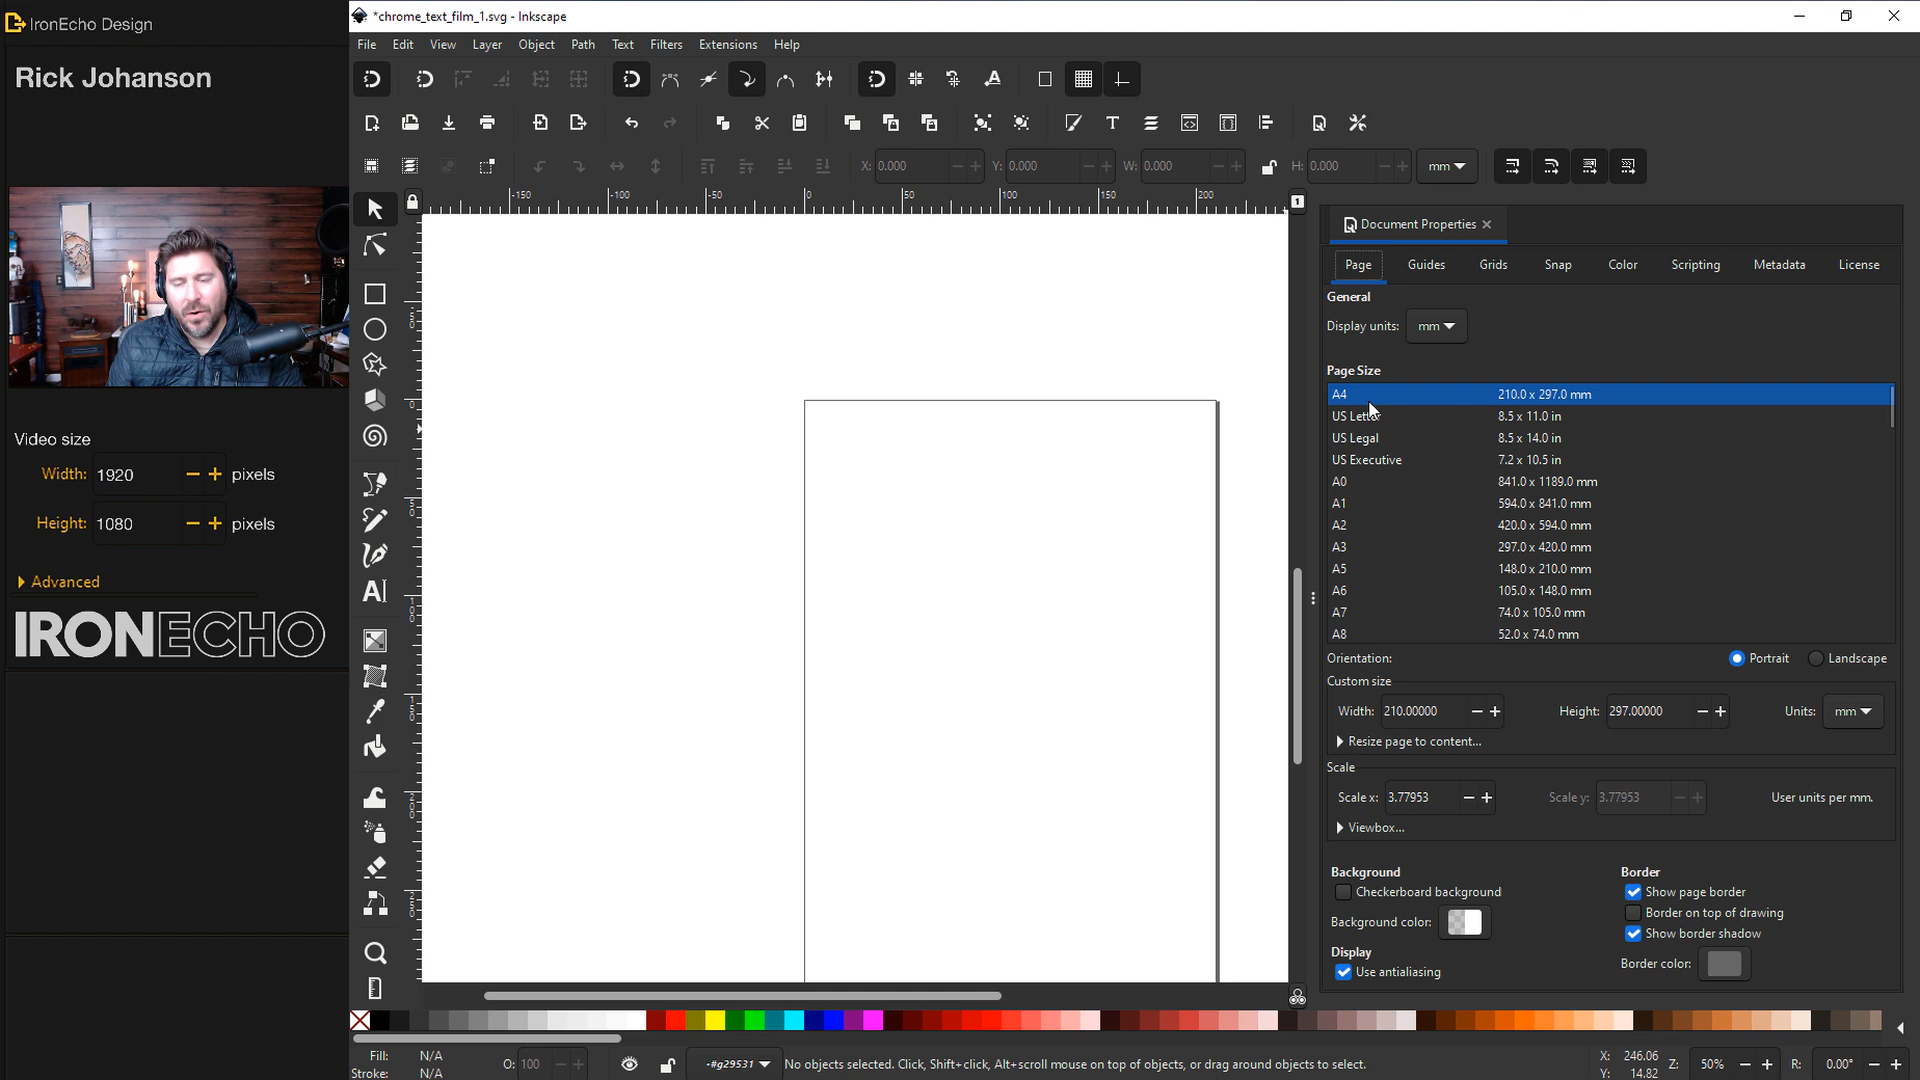 IronEcho Design
Rick Johanson
Video size
Width: 1920 pixels
Height: 1080 pixels
Advanced
IRONECHO
*chrome_text_film_1.svg - Inkscape
File Edit View Layer Object Path Text Filters Extensions Help
X: 0.000 Y: 0.000 W: 0.000 H: 0.000 mm
-150 -100 -50 0 50 100 150 200
1
0
50
100
150
200
250
Document Properties
Page Guides Grids Snap Color Scripting Metadata License
General
Display units: mm
Page Size
A4 210.0 x 297.0 mm
US Letter 8.5 x 11.0 in
US Legal 8.5 x 14.0 in
US Executive 7.2 x 10.5 in
A0 841.0 x 1189.0 mm
A1 594.0 x 841.0 mm
A2 420.0 x 594.0 mm
A3 297.0 x 420.0 mm
A5 148.0 x 210.0 mm
A6 105.0 x 148.0 mm
A7 74.0 x 105.0 mm
A8 52.0 x 74.0 mm
Orientation: Portrait Landscape
Custom size
Width: 210.00000 Height: 297.00000 Units: mm
Resize page to content...
Scale
Scale x: 3.77953 Scale y: 3.77953 User units per mm.
Viewbox...
Background
Checkerboard background
Background color:
Display
Use antialiasing
Border
Show page border
Border on top of drawing
Show border shadow
Border color:
Fill: N/A
Stroke: N/A
O: 100
-#g29531
No objects selected. Click, Shift+click, Alt+scroll mouse on top of objects, or drag around objects to select.
X: 246.06
Y: 14.82
Z: 50%
R: 0.00°